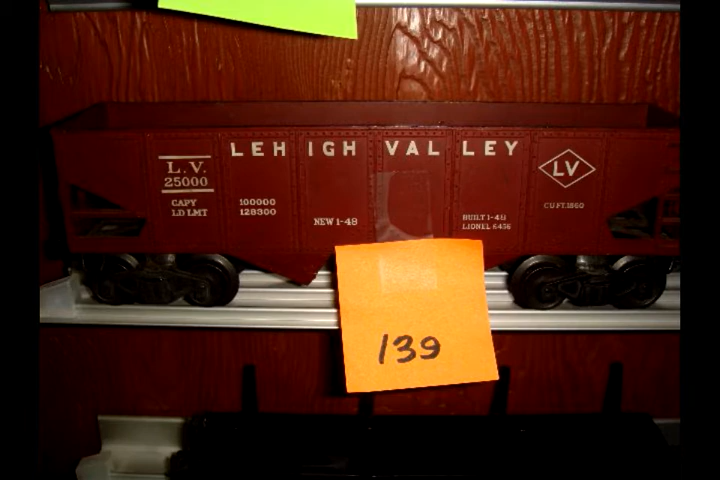 LEHIGH VALLEY
L.V.
25000
CAPY 100000
LD LMT 128300
NEW 1-48
BUILT 1-48
LIONEL 6456
LV
CU FT. 1860
139